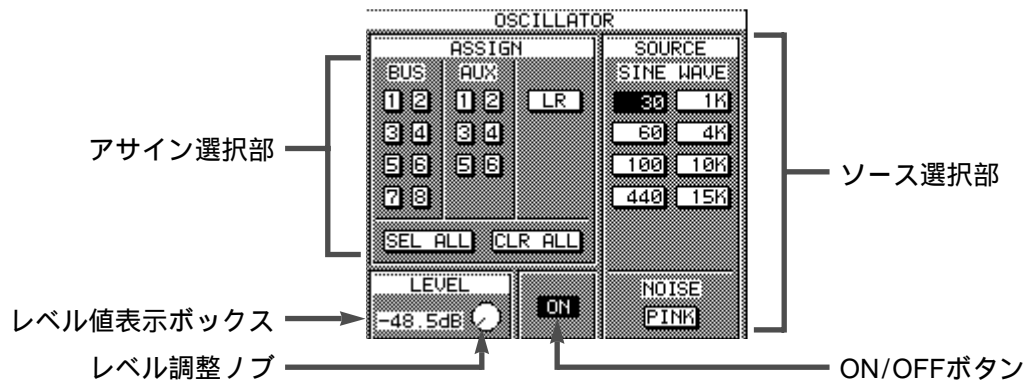 OSCILLATOR
ASSIGN
BUS AUX
1 2 1 2 LR
3 4 3 4
5 6 5 6
7 8
SEL ALL CLR ALL
LEVEL
-48.5dB
ON
SOURCE
SINE WAVE
30 1K
60 4K
100 10K
440 15K
NOISE
PINK
アサイン選択部
ソース選択部
レベル値表示ボックス
レベル調整ノブ
ON/OFFボタン